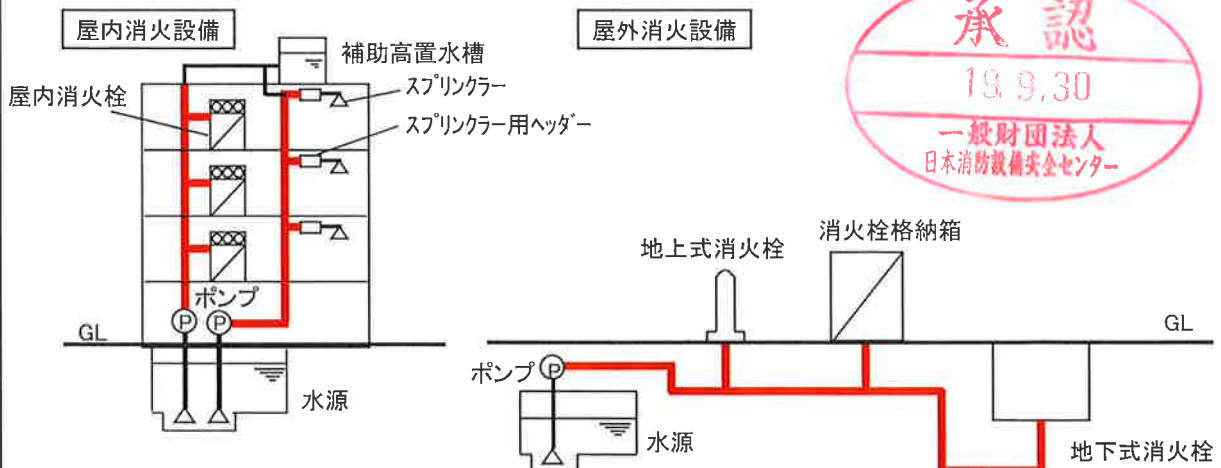 屋内消火設備
補助高置水槽
屋内消火栓
スプリンクラー
スプリンクラー用ヘッダー
ポンプ
P
P
GL
水源
屋外消火設備
承認
19.9.30
一般財団法人
日本消防設備安全センター
地上式消火栓
消火栓格納箱
GL
ポンプ
P
水源
地下式消火栓